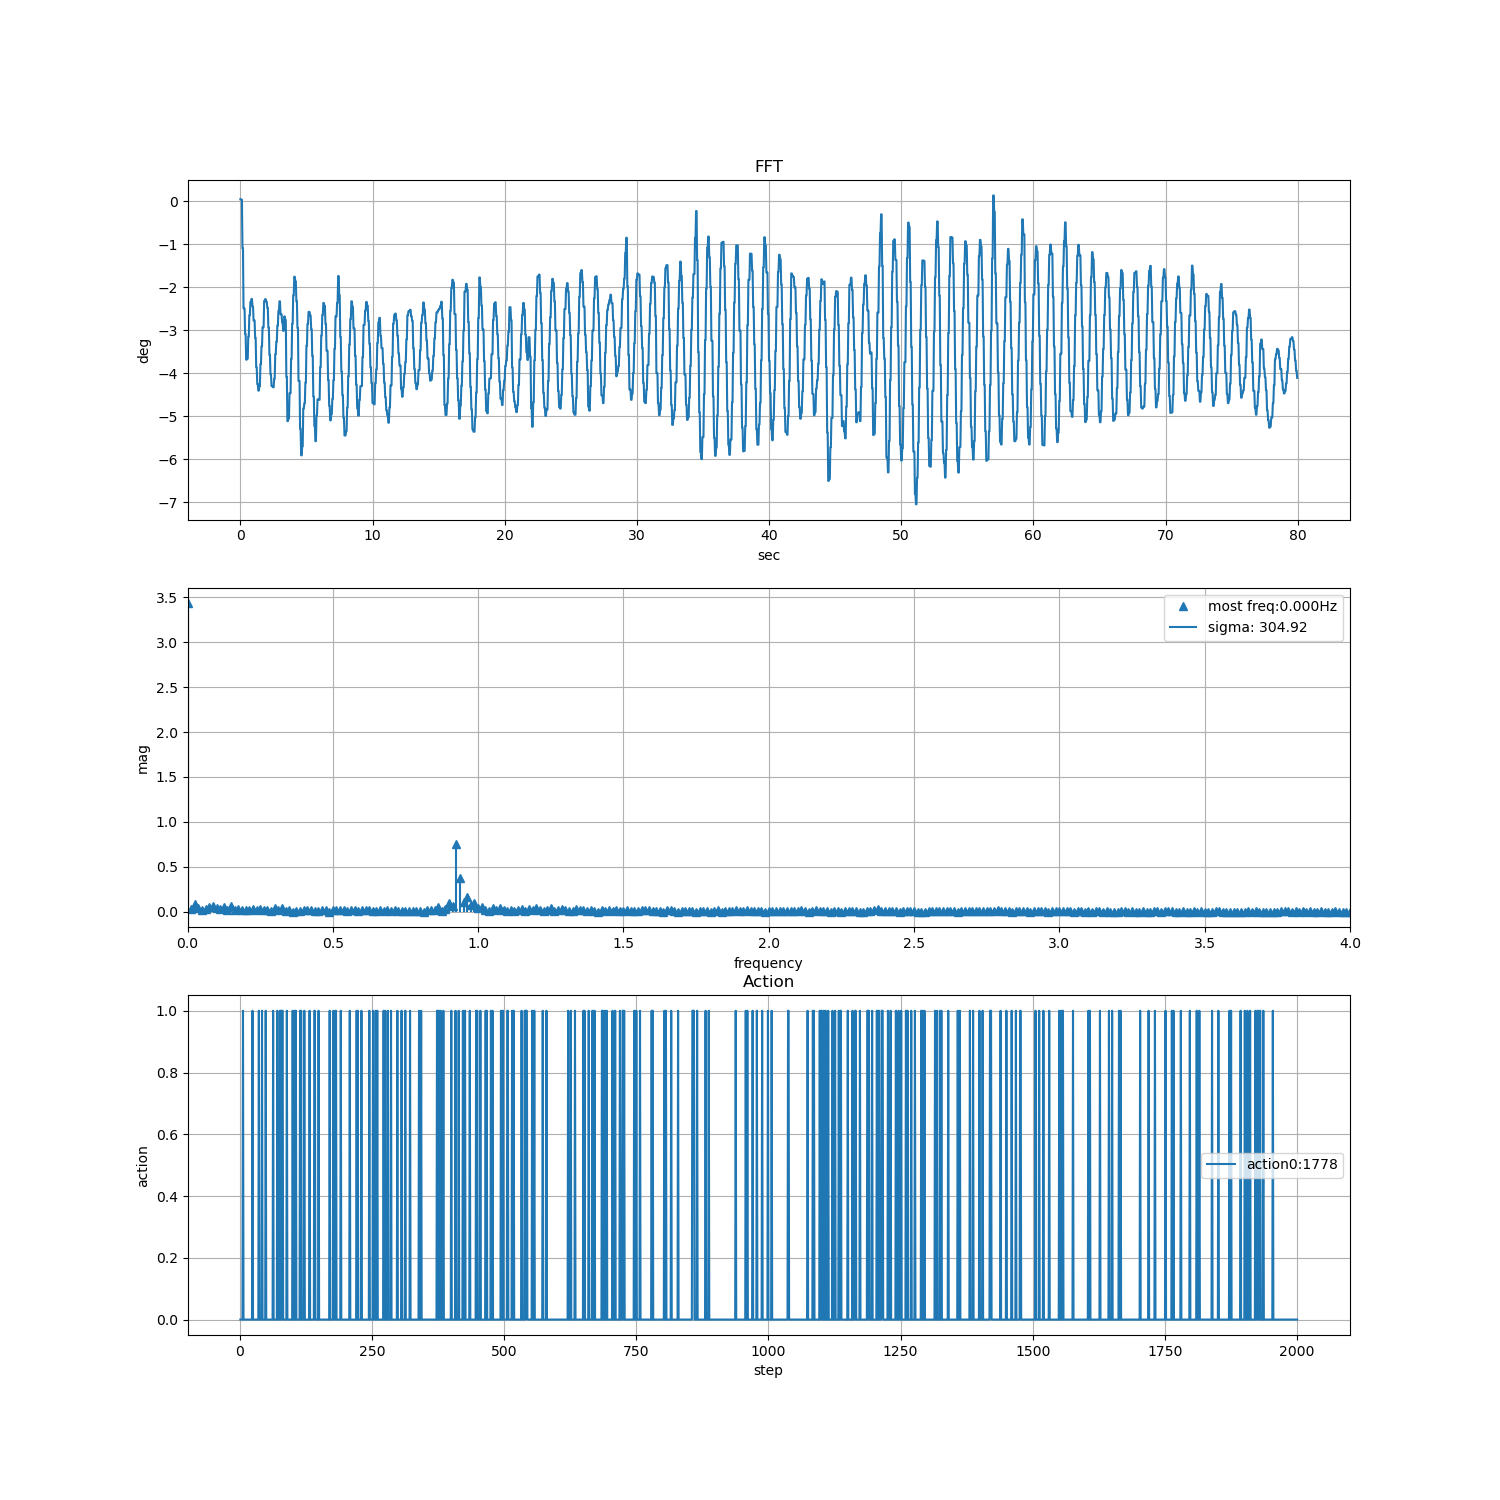 FFT
0
−1
−2
−3
−4
−5
−6
−7
deg
0 10 20 30 40 50 60 70 80
sec
3.5
3.0
2.5
2.0
1.5
1.0
0.5
0.0
mag
most freq:0.000Hz
sigma: 304.92
0.0 0.5 1.0 1.5 2.0 2.5 3.0 3.5 4.0
frequency
Action
1.0
0.8
0.6
0.4
0.2
0.0
action
action0:1778
0 250 500 750 1000 1250 1500 1750 2000
step